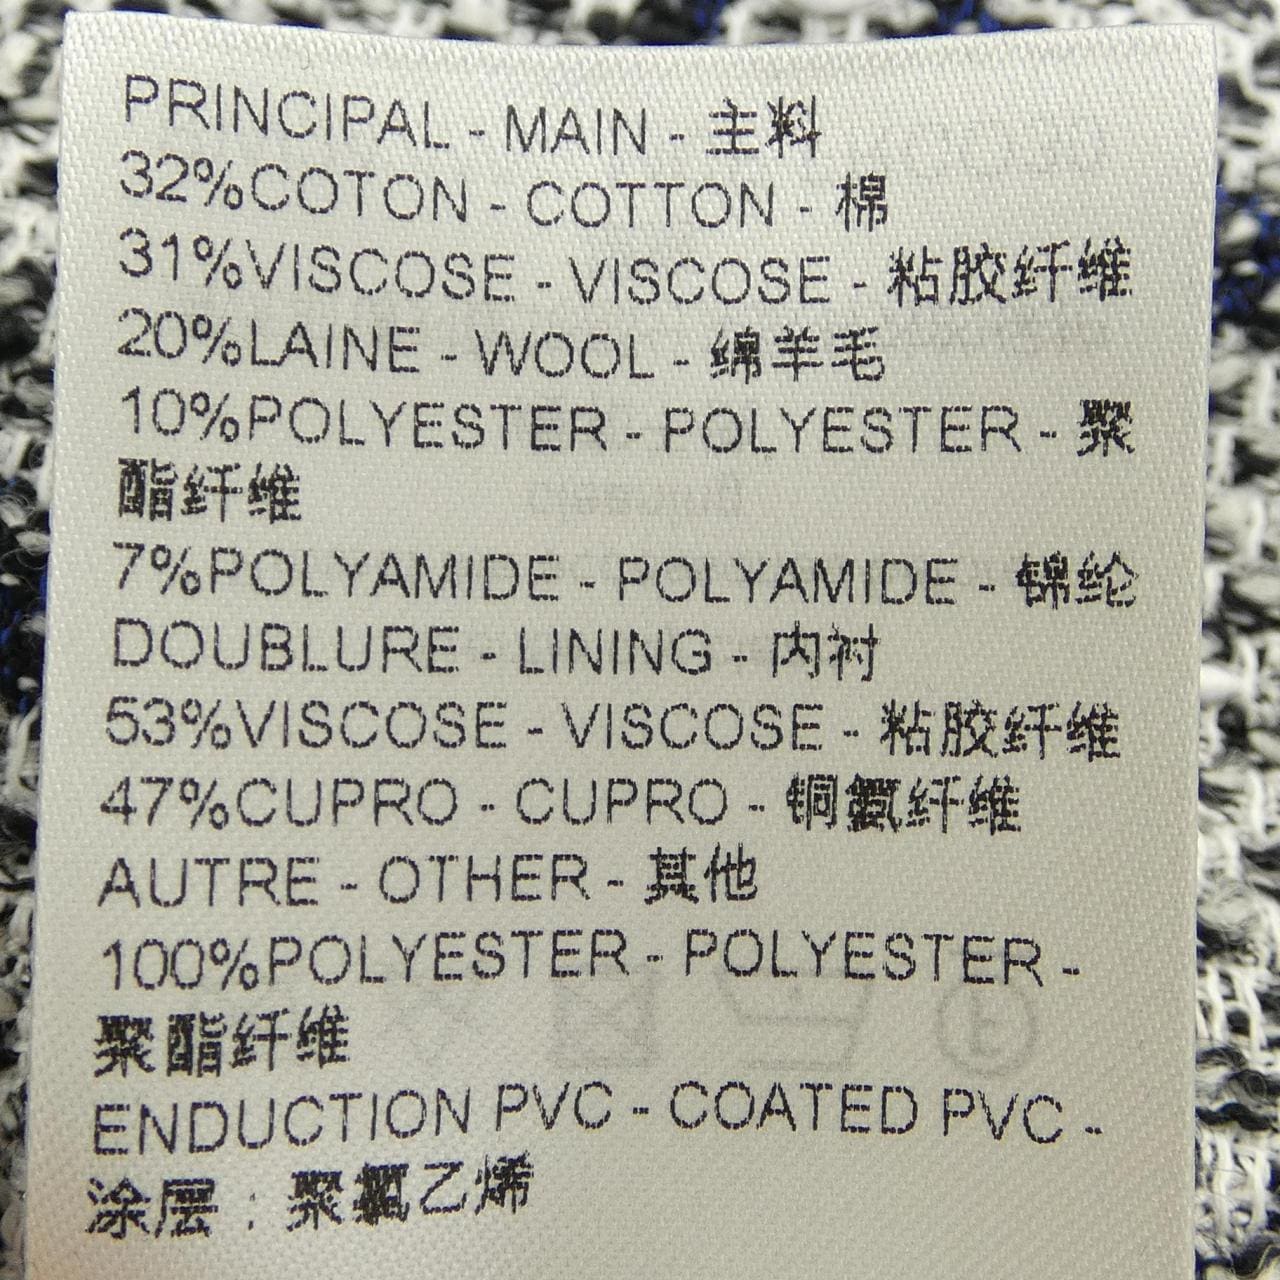 PRINCIPAL - MAIN - 主料
32%COTON - COTTON - 棉
31%VISCOSE - VISCOSE - 粘胶纤维
20%LAINE - WOOL - 绵羊毛
10%POLYESTER - POLYESTER - 聚
酯纤维
7%POLYAMIDE - POLYAMIDE - 锦纶
DOUBLURE - LINING - 内衬
53%VISCOSE - VISCOSE - 粘胶纤维
47%CUPRO - CUPRO - 铜氨纤维
AUTRE - OTHER - 其他
100%POLYESTER - POLYESTER -
聚酯纤维
ENDUCTION PVC - COATED PVC -
涂层 : 聚氯乙烯